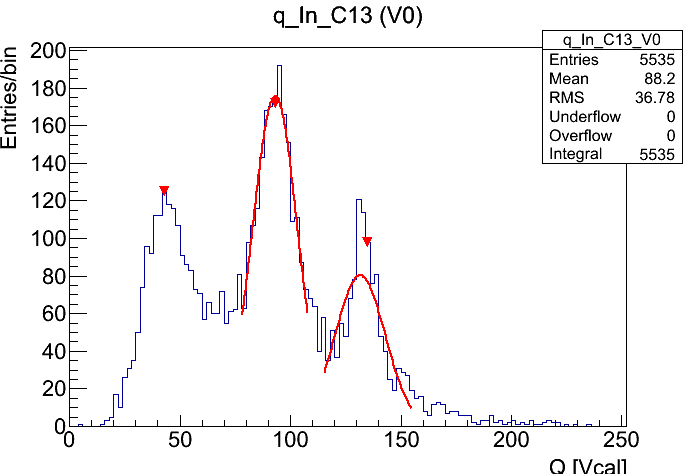 q_In_C13 (V0)
q_In_C13_V0
Entries 5535
Mean 88.2
RMS 36.78
Underflow 0
Overflow 0
Integral 5535
Entries/bin
200
180
160
140
120
100
80
60
40
20
0
0 50 100 150 200 250
Q [Vcal]